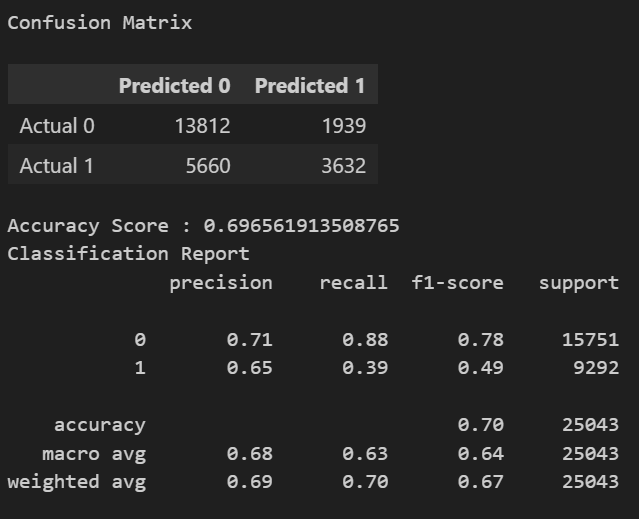 Confusion Matrix
Predicted 0 Predicted 1
Actual 0 13812 1939
Actual 1 5660 3632
Accuracy Score : 0.696561913508765
Classification Report
precision recall f1-score support
0 0.71 0.88 0.78 15751
1 0.65 0.39 0.49 9292
accuracy 0.70 25043
macro avg 0.68 0.63 0.64 25043
weighted avg 0.69 0.70 0.67 25043